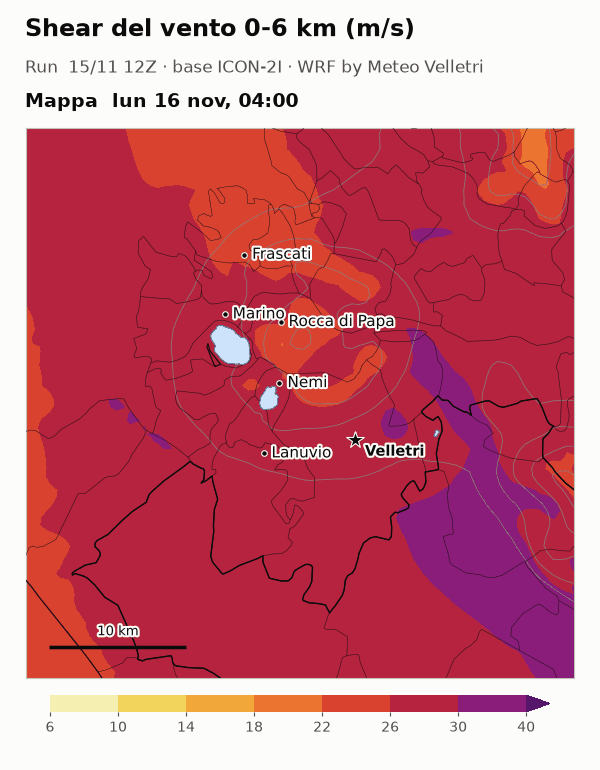 Shear del vento 0-6 km (m/s)
Run  15/11 12Z · base ICON-2I · WRF by Meteo Velletri
Mappa  lun 16 nov, 04:00
Frascati
Marino
Rocca di Papa
Nemi
Velletri
Lanuvio
10 km
6 10 14 18 22 26 30 40